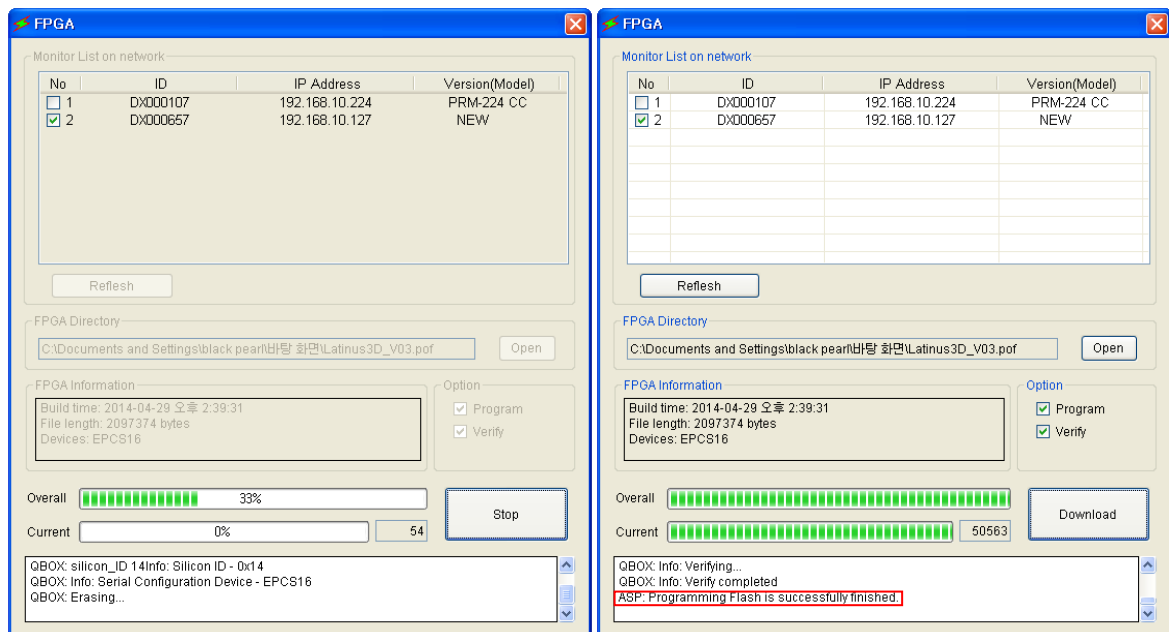 FPGA
Monitor List on network
No ID IP Address Version(Model)
1 DX000107 192.168.10.224 PRM-224 CC
2 DX000657 192.168.10.127 NEW
Reflesh
FPGA Directory
C:\Documents and Settings\black pearl\바탕 화면\Latinus3D_V03.pof Open
FPGA Information
Build time: 2014-04-29 오후 2:39:31
File length: 2097374 bytes
Devices: EPCS16
Option
Program
Verify
Overall 33%
Current 0% 54
Stop
QBOX: silicon_ID 14Info: Silicon ID - 0x14
QBOX: Info: Serial Configuration Device - EPCS16
QBOX: Erasing...
FPGA
Monitor List on network
No ID IP Address Version(Model)
1 DX000107 192.168.10.224 PRM-224 CC
2 DX000657 192.168.10.127 NEW
Reflesh
FPGA Directory
C:\Documents and Settings\black pearl\바탕 화면\Latinus3D_V03.pof Open
FPGA Information
Build time: 2014-04-29 오후 2:39:31
File length: 2097374 bytes
Devices: EPCS16
Option
Program
Verify
Overall
Current 50563
Download
QBOX: Info: Verifying...
QBOX: Info: Verify completed
ASP: Programming Flash is successfully finished.